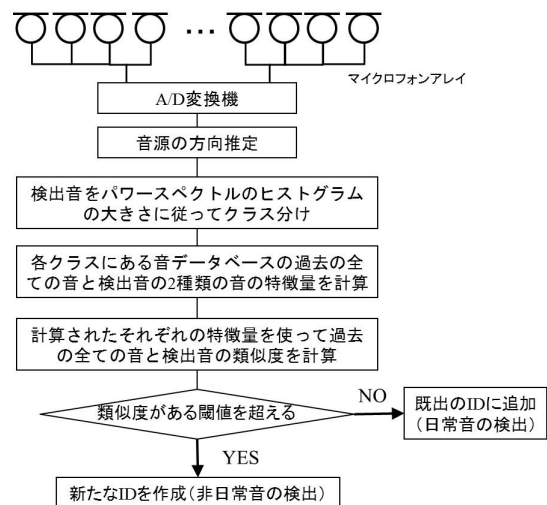 ...
マイクロフォンアレイ
A/D変換機
音源の方向推定
検出音をパワースペクトルのヒストグラム
の大きさに従ってクラス分け
各クラスにある音データベースの過去の全
ての音と検出音の2種類の音の特徴量を計算
計算されたそれぞれの特徴量を使って過去
の全ての音と検出音の類似度を計算
類似度がある閾値を超える
NO
既出のIDに追加
(日常音の検出)
YES
新たなIDを作成(非日常音の検出)